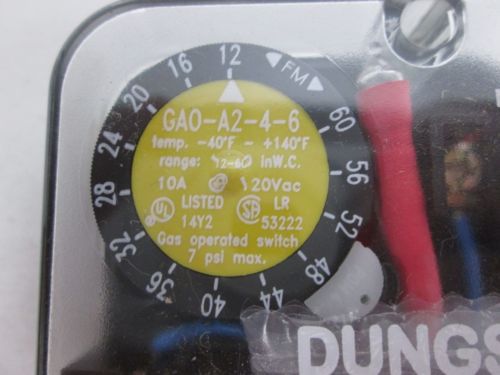 12
FM
16
20
24
28
32
36
40
44
48
52
56
60
GAO-A2-4-6
temp. -40°F - +140°F
range: 12-60 inW.C.
10A 120Vac
UL LISTED SP LR
14Y2 53222
Gas operated switch
7 psi max.
DUNGS